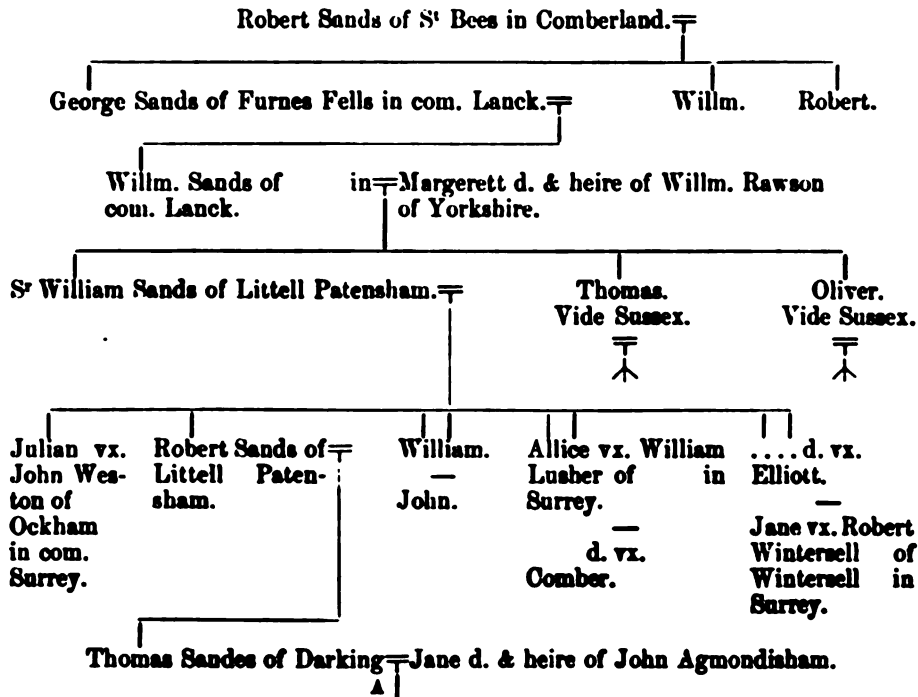 Robert Sands of Sᵗ Bees in Comberland.
George Sands of Furnes Fells in com. Lanck.
Willm.
Robert.
Willm. Sands of in
com. Lanck.
Margerett d. & heire of Willm. Rawson
of Yorkshire.
Sʳ William Sands of Littell Patensham.
Thomas.
Vide Sussex.
Oliver.
Vide Sussex.
Julian vx.
John Wes-
ton of
Ockham
in com.
Surrey.
Robert Sands of
Littell Paten-
sham.
William.
—
John.
Allice vx. William
Lusher of in
Surrey.
—
d. vx.
Comber.
. . . . d. vx.
Elliott.
—
Jane vx. Robert
Wintersell of
Wintersell in
Surrey.
Thomas Sandes of Darking
Jane d. & heire of John Agmondisham.
A